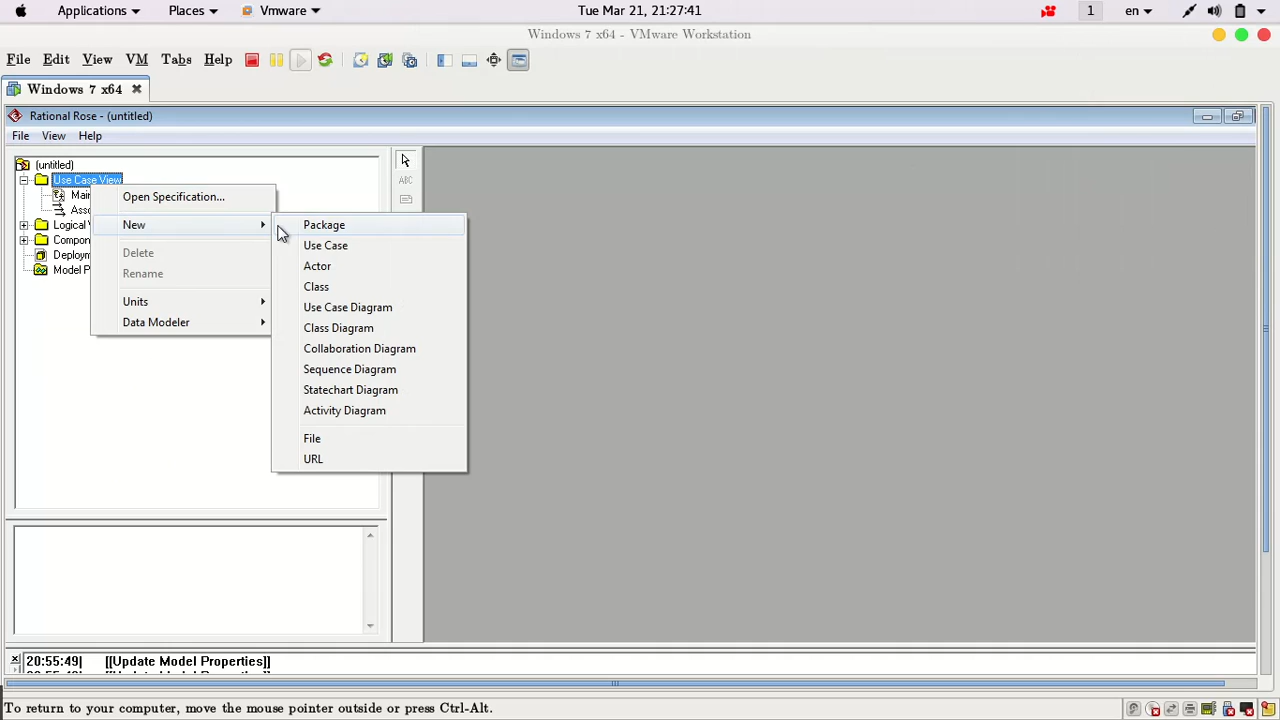 Applications Places Vmware Tue Mar 21, 21:27:41 1 en
Windows 7 x64 - VMware Workstation
File Edit View VM Tabs Help
Windows 7 x64
Rational Rose - (untitled)
File View Help
(untitled)
Use Case View
ABC
Open Specification...
New
Package
Logical
Delete
Use Case
Rename
Actor
Class
Units
Use Case Diagram
Data Modeler
Class Diagram
Collaboration Diagram
Sequence Diagram
Statechart Diagram
Activity Diagram
File
URL
20:55:49| [[Update Model Properties]]
To return to your computer, move the mouse pointer outside or press Ctrl-Alt.